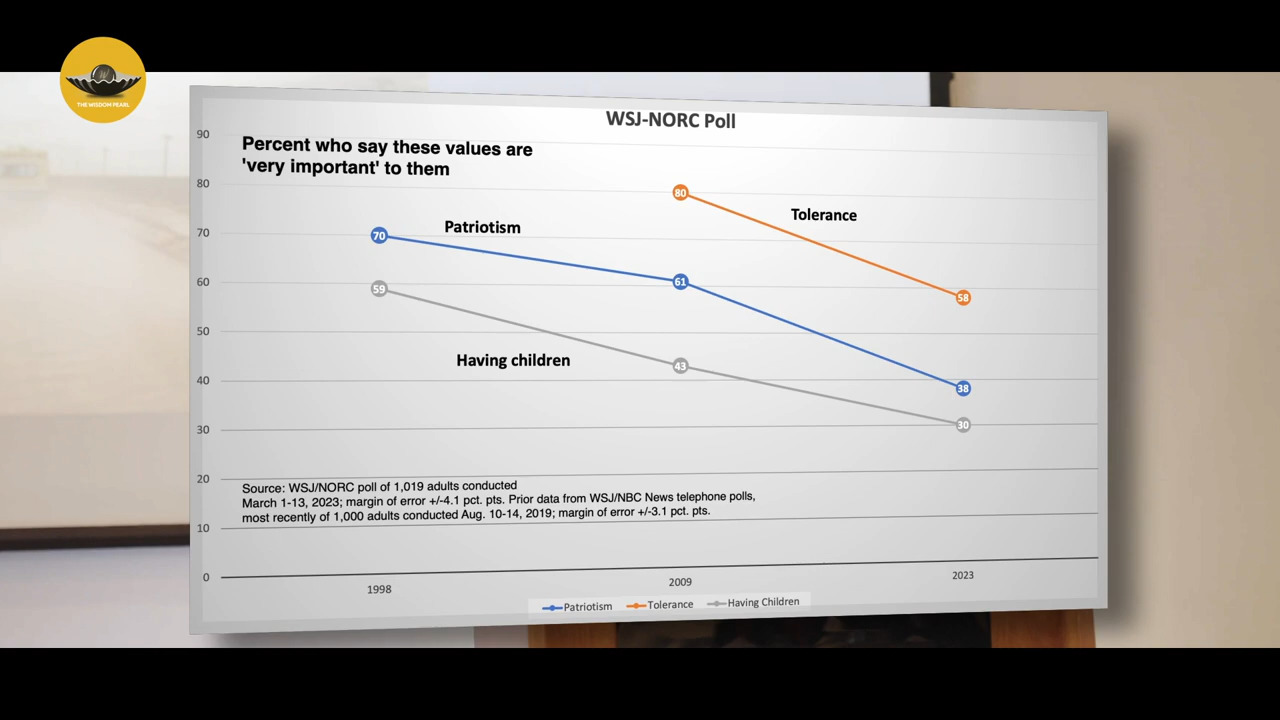 THE WISDOM PEARL
WSJ-NORC Poll
Percent who say these values are
'very important' to them
90
80
70
60
50
40
30
20
10
0
80
Tolerance
58
70
Patriotism
61
38
59
Having children
43
30
Source: WSJ/NORC poll of 1,019 adults conducted
March 1-13, 2023; margin of error +/-4.1 pct. pts. Prior data from WSJ/NBC News telephone polls,
most recently of 1,000 adults conducted Aug. 10-14, 2019; margin of error +/-3.1 pct. pts.
1998 2009 2023
Patriotism Tolerance Having Children